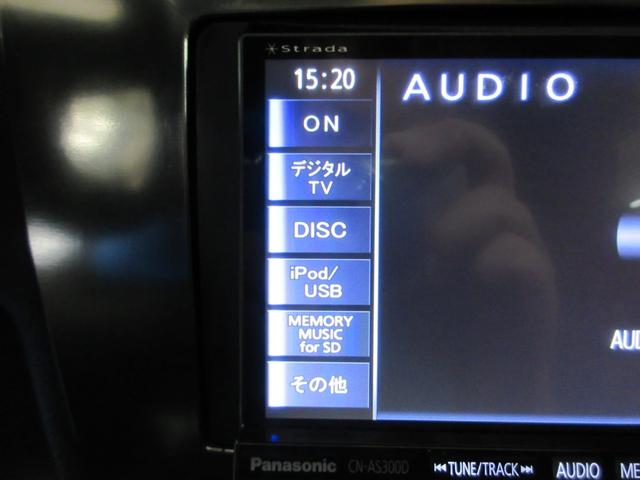 Strada
15:20
AUDIO
ON
デジタル
TV
DISC
iPod/
USB
MEMORY
MUSIC
for SD
その他
Panasonic CN-AS300D TUNE/TRACK AUDIO